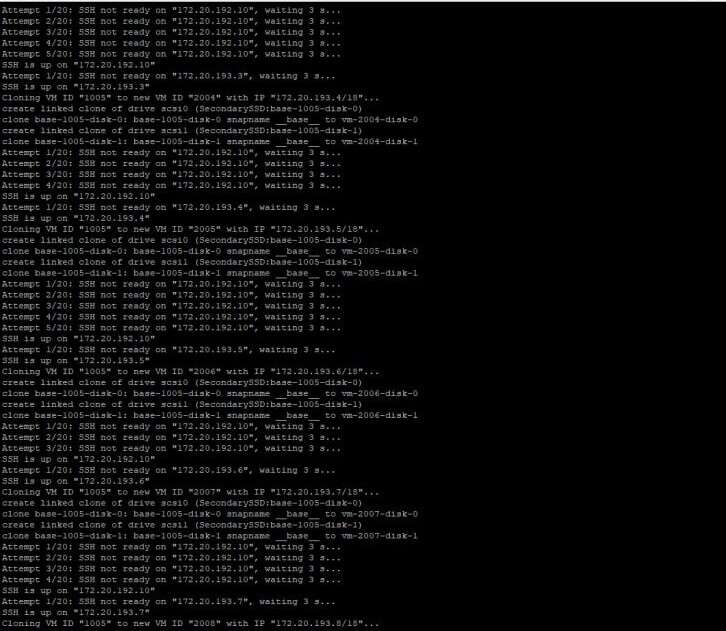 Attempt 1/20: SSH not ready on "172.20.192.10", waiting 3 s...
Attempt 2/20: SSH not ready on "172.20.192.10", waiting 3 s...
Attempt 3/20: SSH not ready on "172.20.192.10", waiting 3 s...
Attempt 4/20: SSH not ready on "172.20.192.10", waiting 3 s...
Attempt 5/20: SSH not ready on "172.20.192.10", waiting 3 s...
SSH is up on "172.20.192.10"
Attempt 1/20: SSH not ready on "172.20.193.3", waiting 3 s...
SSH is up on "172.20.193.3"
Cloning VM ID "1005" to new VM ID "2004" with IP "172.20.193.4/18"...
create linked clone of drive scsi0 (SecondarySSD:base-1005-disk-0)
clone base-1005-disk-0: base-1005-disk-0 snapname __base__ to vm-2004-disk-0
create linked clone of drive scsi1 (SecondarySSD:base-1005-disk-1)
clone base-1005-disk-1: base-1005-disk-1 snapname __base__ to vm-2004-disk-1
Attempt 1/20: SSH not ready on "172.20.192.10", waiting 3 s...
Attempt 2/20: SSH not ready on "172.20.192.10", waiting 3 s...
Attempt 3/20: SSH not ready on "172.20.192.10", waiting 3 s...
Attempt 4/20: SSH not ready on "172.20.192.10", waiting 3 s...
SSH is up on "172.20.192.10"
Attempt 1/20: SSH not ready on "172.20.193.4", waiting 3 s...
SSH is up on "172.20.193.4"
Cloning VM ID "1005" to new VM ID "2005" with IP "172.20.193.5/18"...
create linked clone of drive scsi0 (SecondarySSD:base-1005-disk-0)
clone base-1005-disk-0: base-1005-disk-0 snapname __base__ to vm-2005-disk-0
create linked clone of drive scsi1 (SecondarySSD:base-1005-disk-1)
clone base-1005-disk-1: base-1005-disk-1 snapname __base__ to vm-2005-disk-1
Attempt 1/20: SSH not ready on "172.20.192.10", waiting 3 s...
Attempt 2/20: SSH not ready on "172.20.192.10", waiting 3 s...
Attempt 3/20: SSH not ready on "172.20.192.10", waiting 3 s...
Attempt 4/20: SSH not ready on "172.20.192.10", waiting 3 s...
Attempt 5/20: SSH not ready on "172.20.192.10", waiting 3 s...
SSH is up on "172.20.192.10"
Attempt 1/20: SSH not ready on "172.20.193.5", waiting 3 s...
SSH is up on "172.20.193.5"
Cloning VM ID "1005" to new VM ID "2006" with IP "172.20.193.6/18"...
create linked clone of drive scsi0 (SecondarySSD:base-1005-disk-0)
clone base-1005-disk-0: base-1005-disk-0 snapname __base__ to vm-2006-disk-0
create linked clone of drive scsi1 (SecondarySSD:base-1005-disk-1)
clone base-1005-disk-1: base-1005-disk-1 snapname __base__ to vm-2006-disk-1
Attempt 1/20: SSH not ready on "172.20.192.10", waiting 3 s...
Attempt 2/20: SSH not ready on "172.20.192.10", waiting 3 s...
Attempt 3/20: SSH not ready on "172.20.192.10", waiting 3 s...
SSH is up on "172.20.192.10"
Attempt 1/20: SSH not ready on "172.20.193.6", waiting 3 s...
SSH is up on "172.20.193.6"
Cloning VM ID "1005" to new VM ID "2007" with IP "172.20.193.7/18"...
create linked clone of drive scsi0 (SecondarySSD:base-1005-disk-0)
clone base-1005-disk-0: base-1005-disk-0 snapname __base__ to vm-2007-disk-0
create linked clone of drive scsi1 (SecondarySSD:base-1005-disk-1)
clone base-1005-disk-1: base-1005-disk-1 snapname __base__ to vm-2007-disk-1
Attempt 1/20: SSH not ready on "172.20.192.10", waiting 3 s...
Attempt 2/20: SSH not ready on "172.20.192.10", waiting 3 s...
Attempt 3/20: SSH not ready on "172.20.192.10", waiting 3 s...
Attempt 4/20: SSH not ready on "172.20.192.10", waiting 3 s...
SSH is up on "172.20.192.10"
Attempt 1/20: SSH not ready on "172.20.193.7", waiting 3 s...
SSH is up on "172.20.193.7"
Cloning VM ID "1005" to new VM ID "2008" with IP "172.20.193.8/18"...